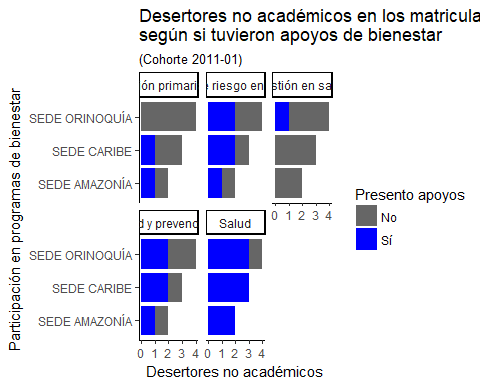 Desertores no académicos en los matricula
según si tuvieron apoyos de bienestar
(Cohorte 2011-01)
ón primari
riesgo en
stión en sa
SEDE ORINOQUÍA
SEDE CARIBE
SEDE AMAZONÍA
0 1 2 3 4
d y prevenc
Salud
SEDE ORINOQUÍA
SEDE CARIBE
SEDE AMAZONÍA
0 1 2 3 4
0 1 2 3 4
Desertores no académicos
Participación en programas de bienestar
Presento apoyos
No
Sí